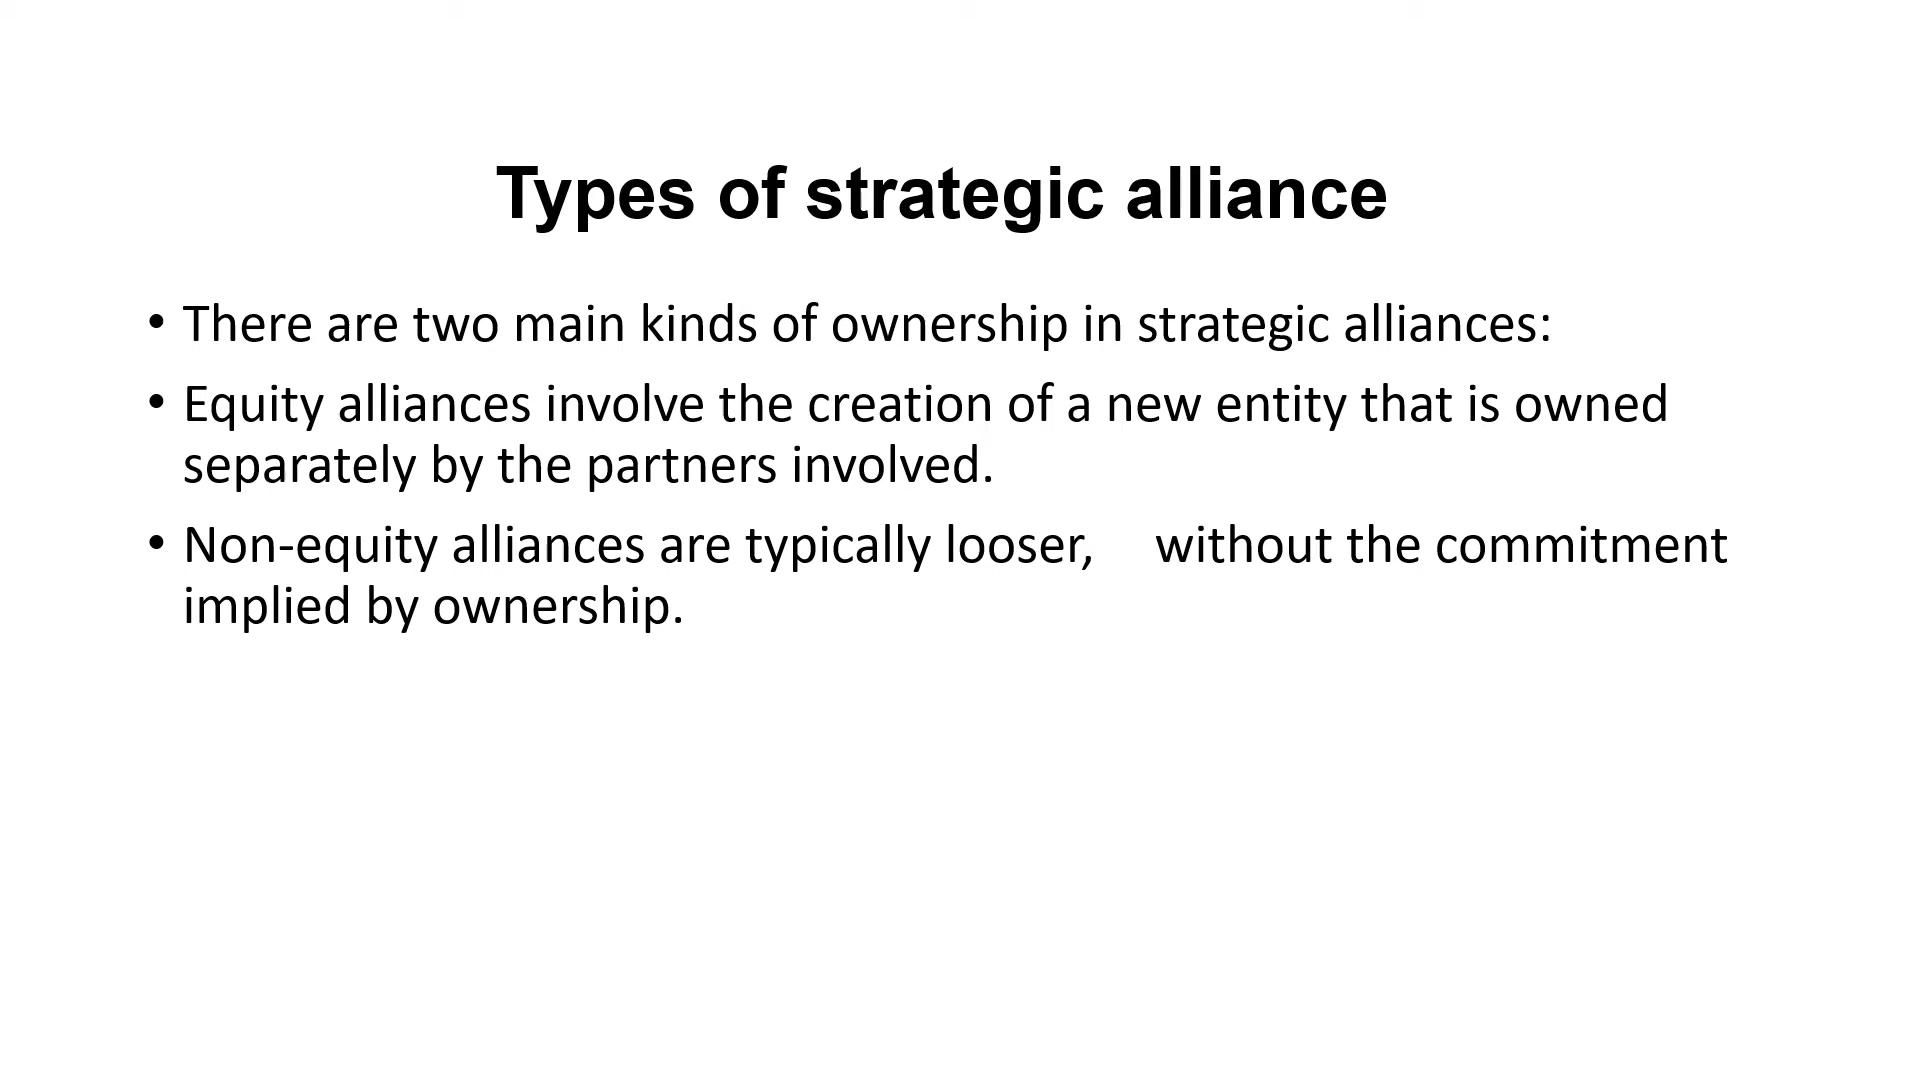 Types of strategic alliance
• There are two main kinds of ownership in strategic alliances:
• Equity alliances involve the creation of a new entity that is owned
separately by the partners involved.
• Non-equity alliances are typically looser,    without the commitment
implied by ownership.